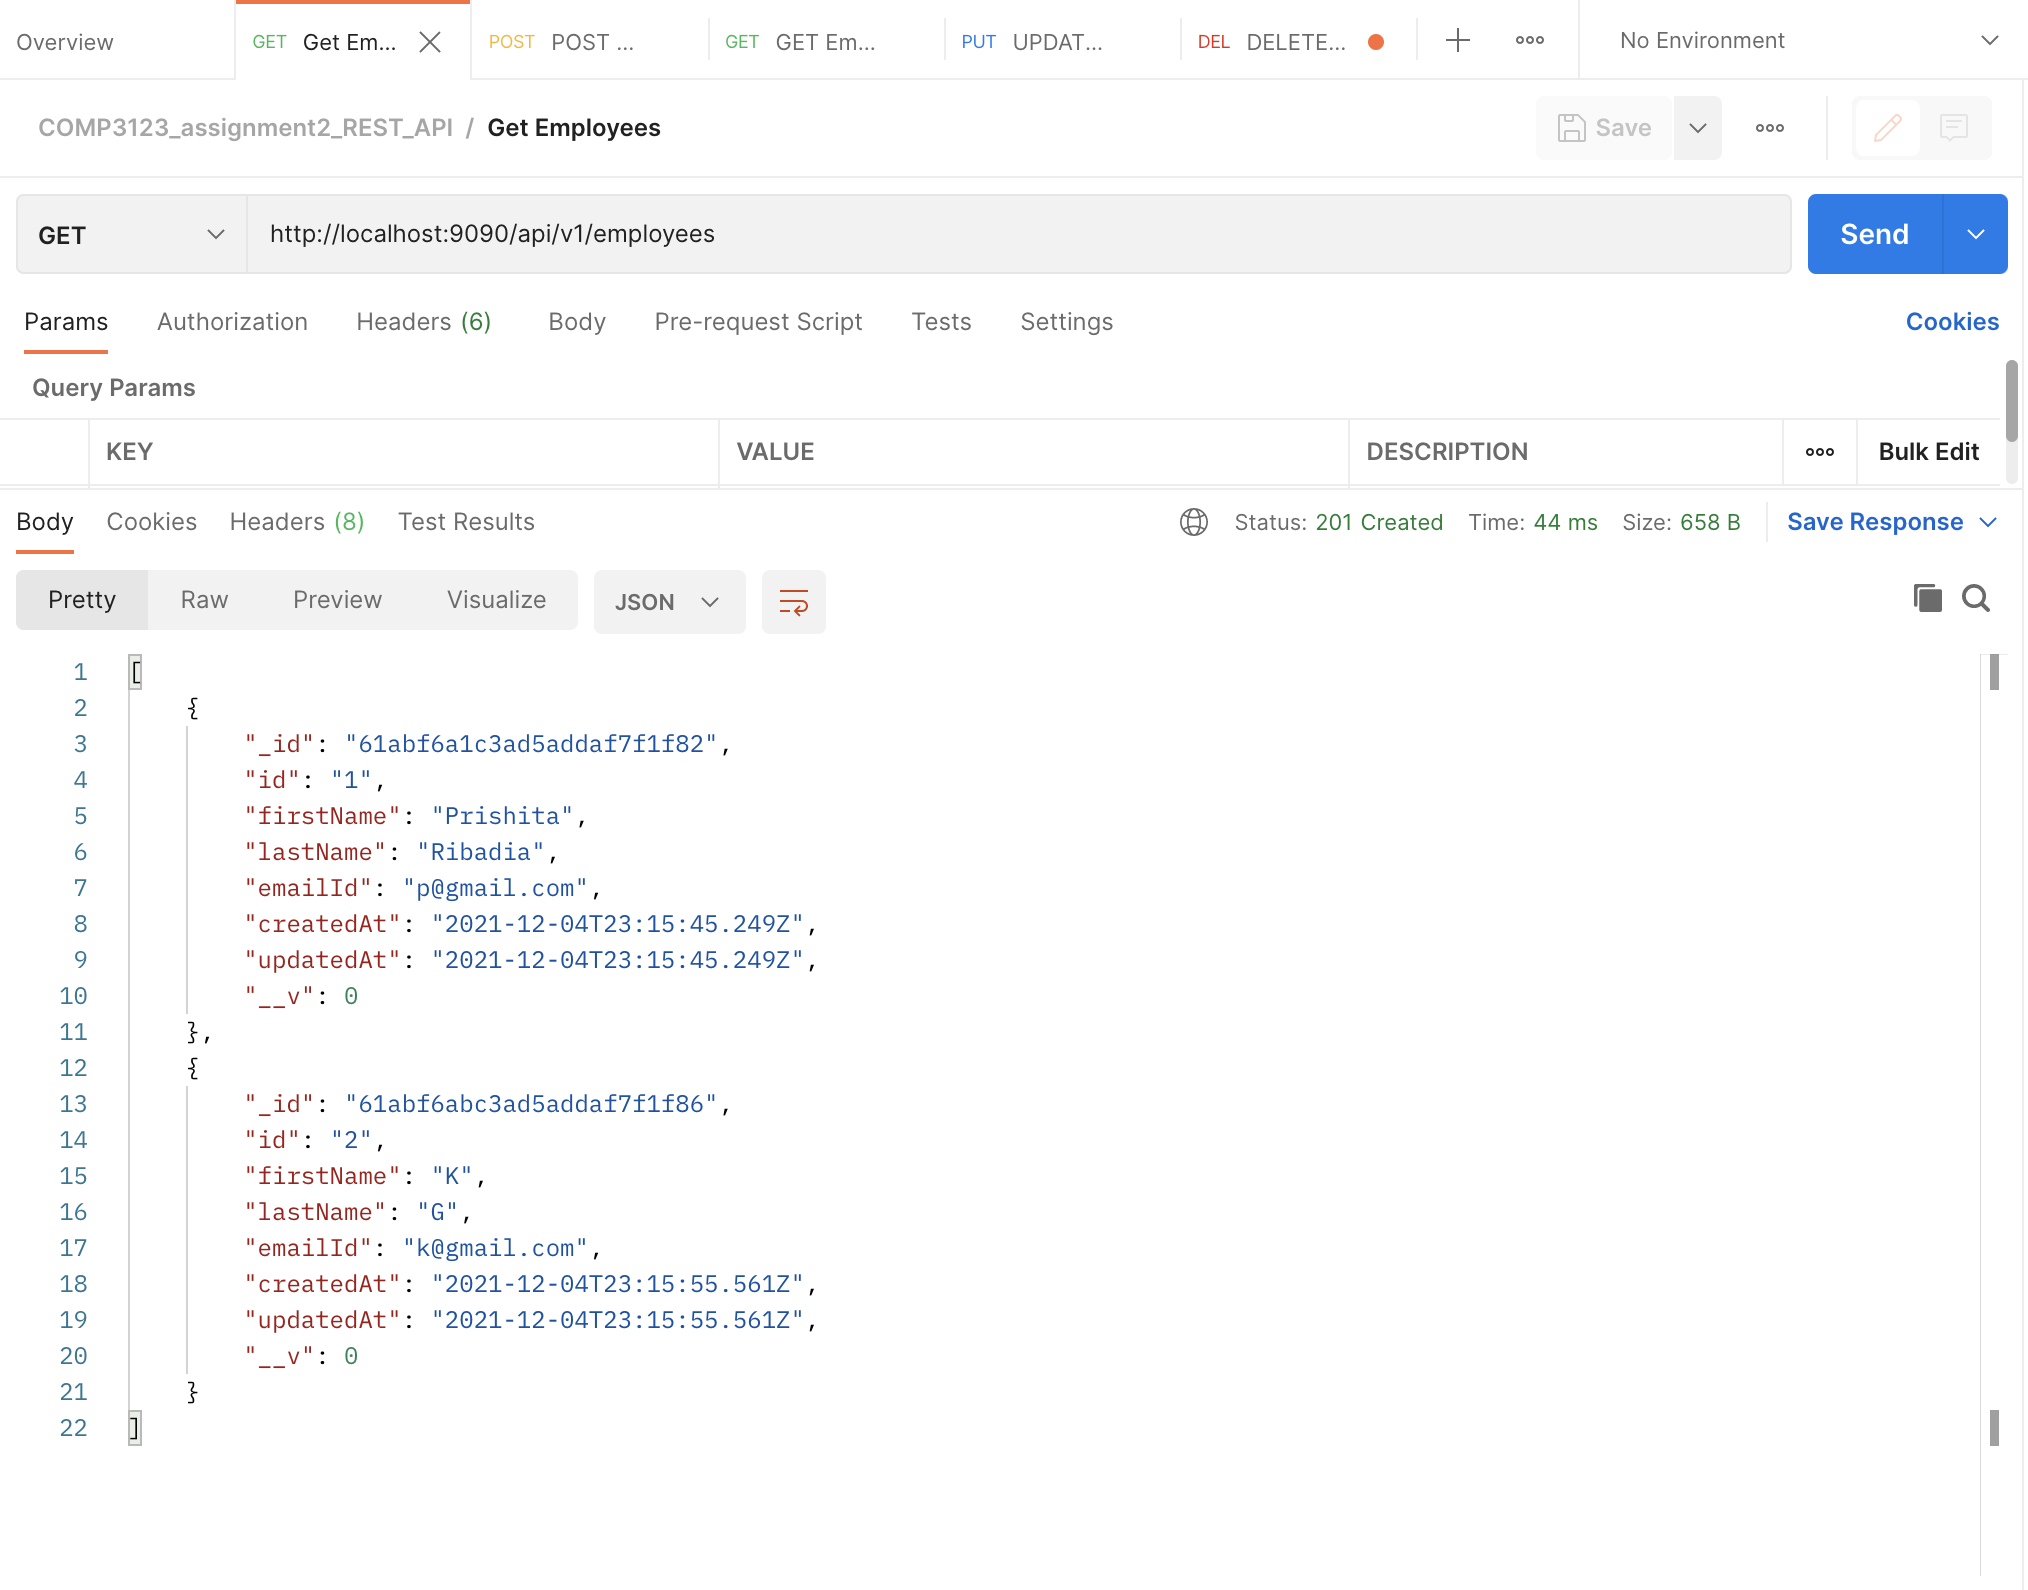 Overview GET Get Em... POST POST ... GET GET Em... PUT UPDAT... DEL DELETE... No Environment
COMP3123_assignment2_REST_API / Get Employees Save
GET http://localhost:9090/api/v1/employees Send
Params Authorization Headers (6) Body Pre-request Script Tests Settings Cookies
Query Params
KEY VALUE DESCRIPTION Bulk Edit
Body Cookies Headers (8) Test Results Status: 201 Created Time: 44 ms Size: 658 B Save Response
Pretty Raw Preview Visualize JSON
1 [
2 {
3 "_id": "61abf6a1c3ad5addaf7f1f82",
4 "id": "1",
5 "firstName": "Prishita",
6 "lastName": "Ribadia",
7 "emailId": "p@gmail.com",
8 "createdAt": "2021-12-04T23:15:45.249Z",
9 "updatedAt": "2021-12-04T23:15:45.249Z",
10 "__v": 0
11 },
12 {
13 "_id": "61abf6abc3ad5addaf7f1f86",
14 "id": "2",
15 "firstName": "K",
16 "lastName": "G",
17 "emailId": "k@gmail.com",
18 "createdAt": "2021-12-04T23:15:55.561Z",
19 "updatedAt": "2021-12-04T23:15:55.561Z",
20 "__v": 0
21 }
22 ]